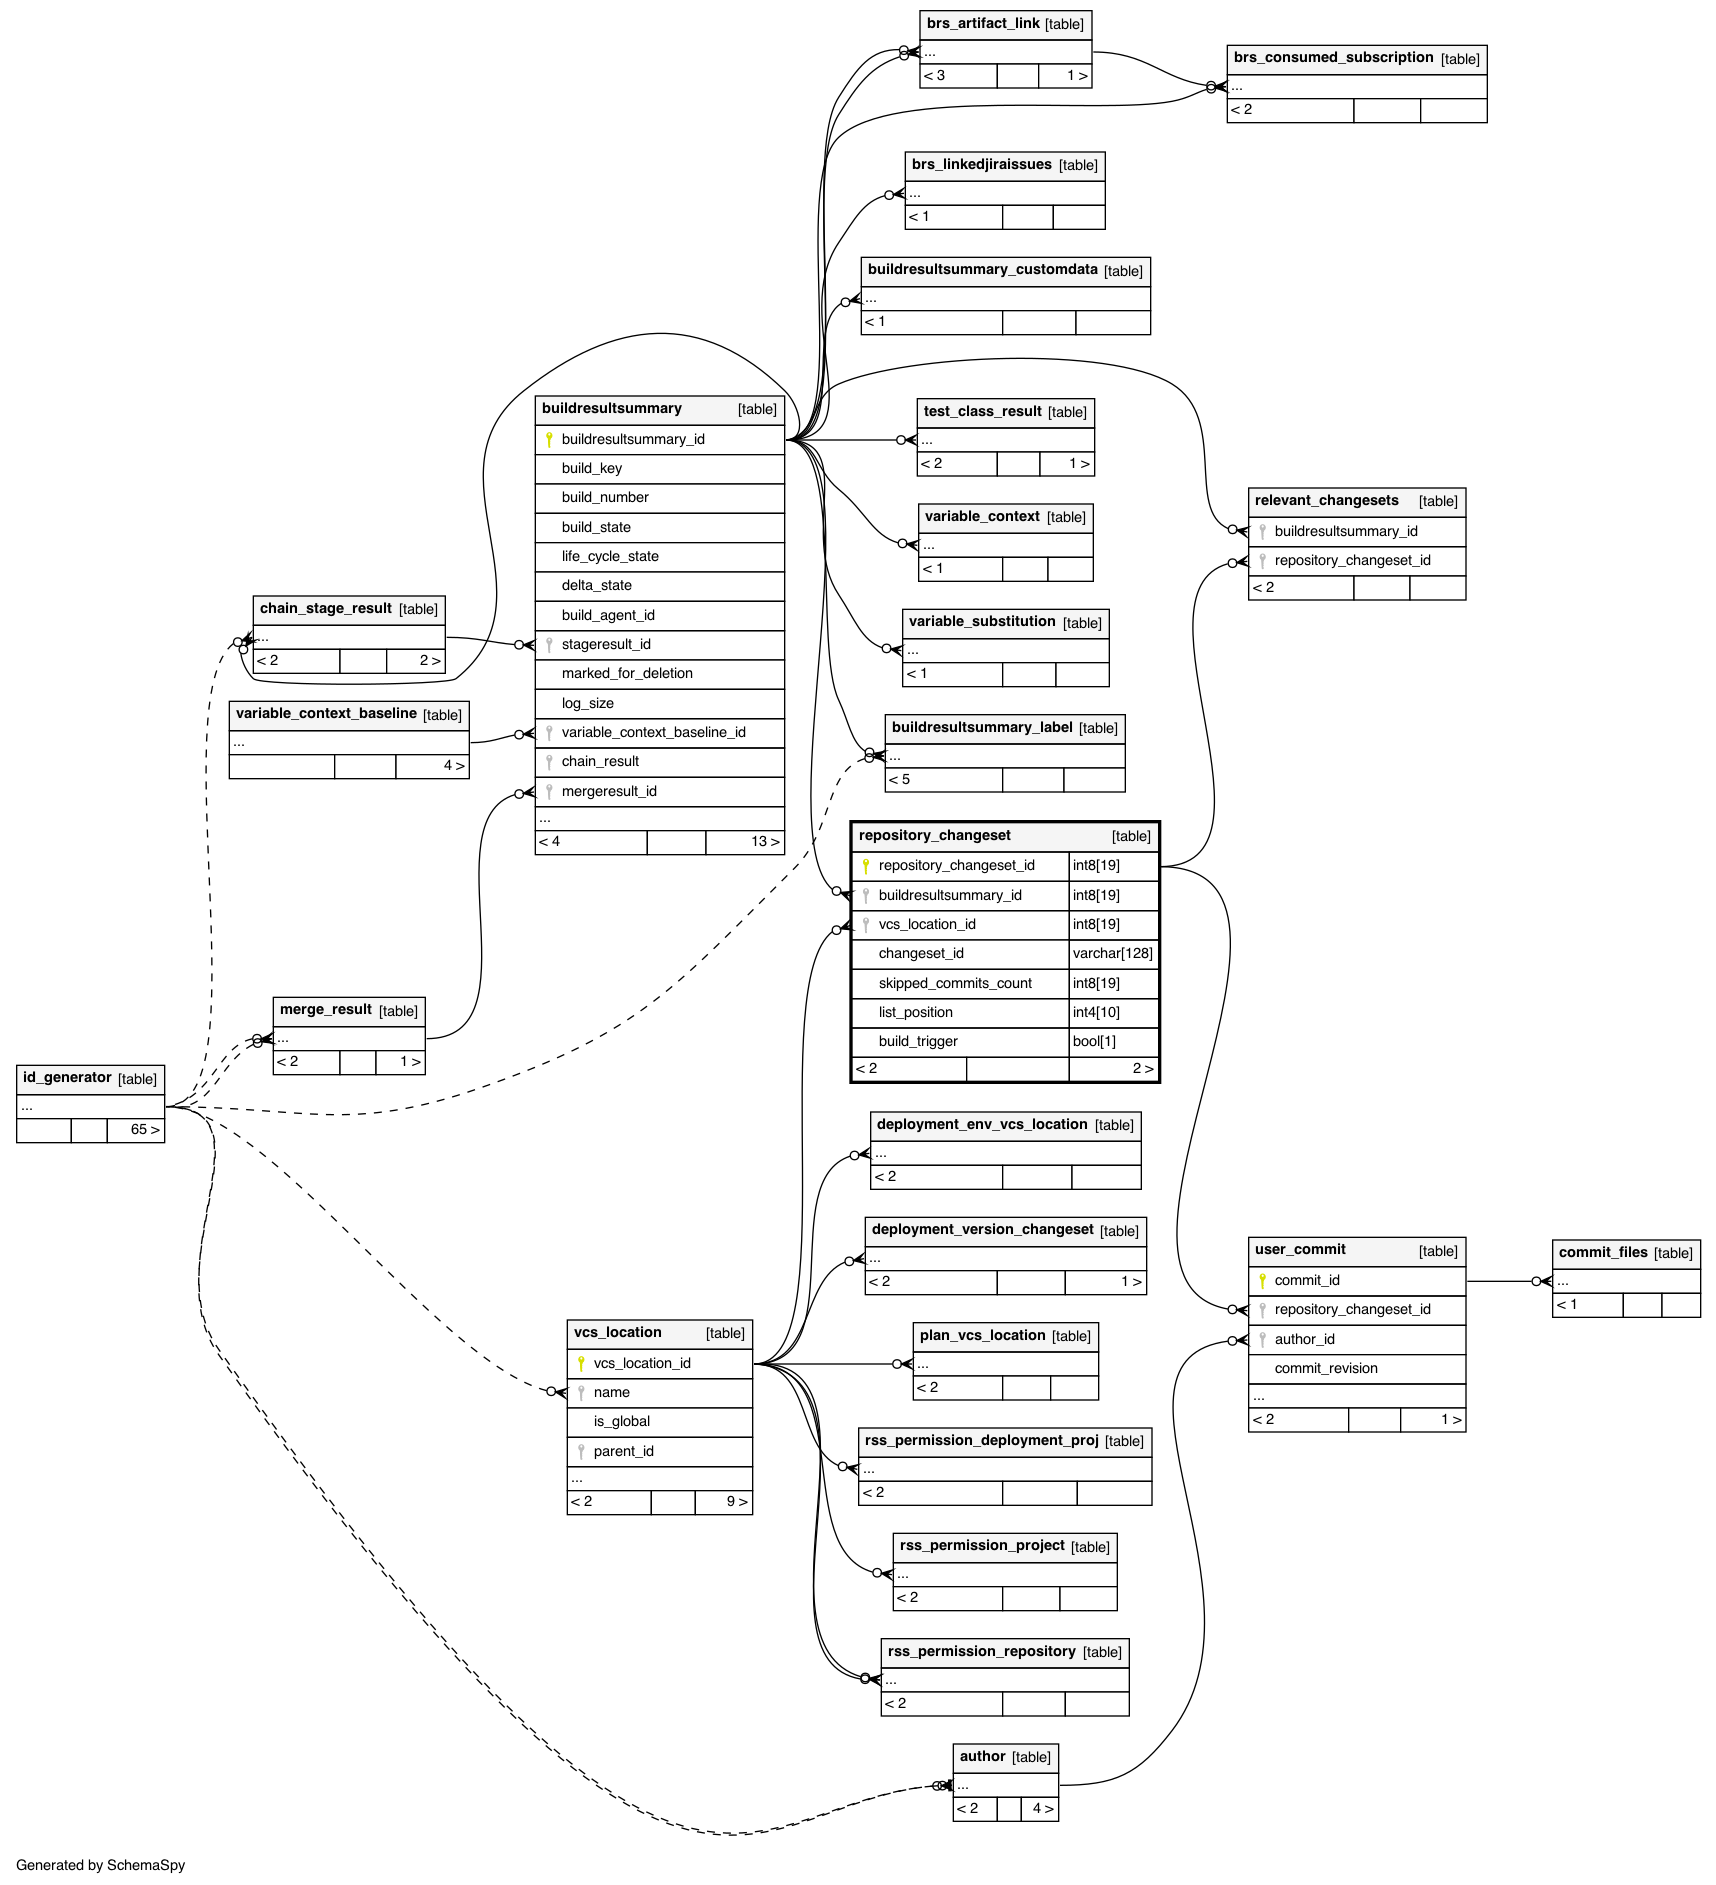 brs_artifact_link [table]
...
< 3 1 >
brs_consumed_subscription [table]
...
< 2
brs_linkedjiraissues [table]
...
< 1
buildresultsummary_customdata [table]
...
< 1
buildresultsummary [table]
buildresultsummary_id
build_key
build_number
build_state
life_cycle_state
delta_state
build_agent_id
stageresult_id
marked_for_deletion
log_size
variable_context_baseline_id
chain_result
mergeresult_id
...
< 4 13 >
test_class_result [table]
...
< 2 1 >
variable_context [table]
...
< 1
relevant_changesets [table]
buildresultsummary_id
repository_changeset_id
< 2
chain_stage_result [table]
...
< 2 2 >
variable_substitution [table]
...
< 1
variable_context_baseline [table]
...
4 >
buildresultsummary_label [table]
...
< 5
repository_changeset [table]
repository_changeset_id int8[19]
buildresultsummary_id int8[19]
vcs_location_id int8[19]
changeset_id varchar[128]
skipped_commits_count int8[19]
list_position int4[10]
build_trigger bool[1]
< 2 2 >
merge_result [table]
...
< 2 1 >
id_generator [table]
...
65 >
deployment_env_vcs_location [table]
...
< 2
deployment_version_changeset [table]
...
< 2 1 >
user_commit [table]
commit_id
repository_changeset_id
author_id
commit_revision
...
< 2 1 >
commit_files [table]
...
< 1
vcs_location [table]
vcs_location_id
name
is_global
parent_id
...
< 2 9 >
plan_vcs_location [table]
...
< 2
rss_permission_deployment_proj [table]
...
< 2
rss_permission_project [table]
...
< 2
rss_permission_repository [table]
...
< 2
author [table]
...
< 2 4 >
Generated by SchemaSpy